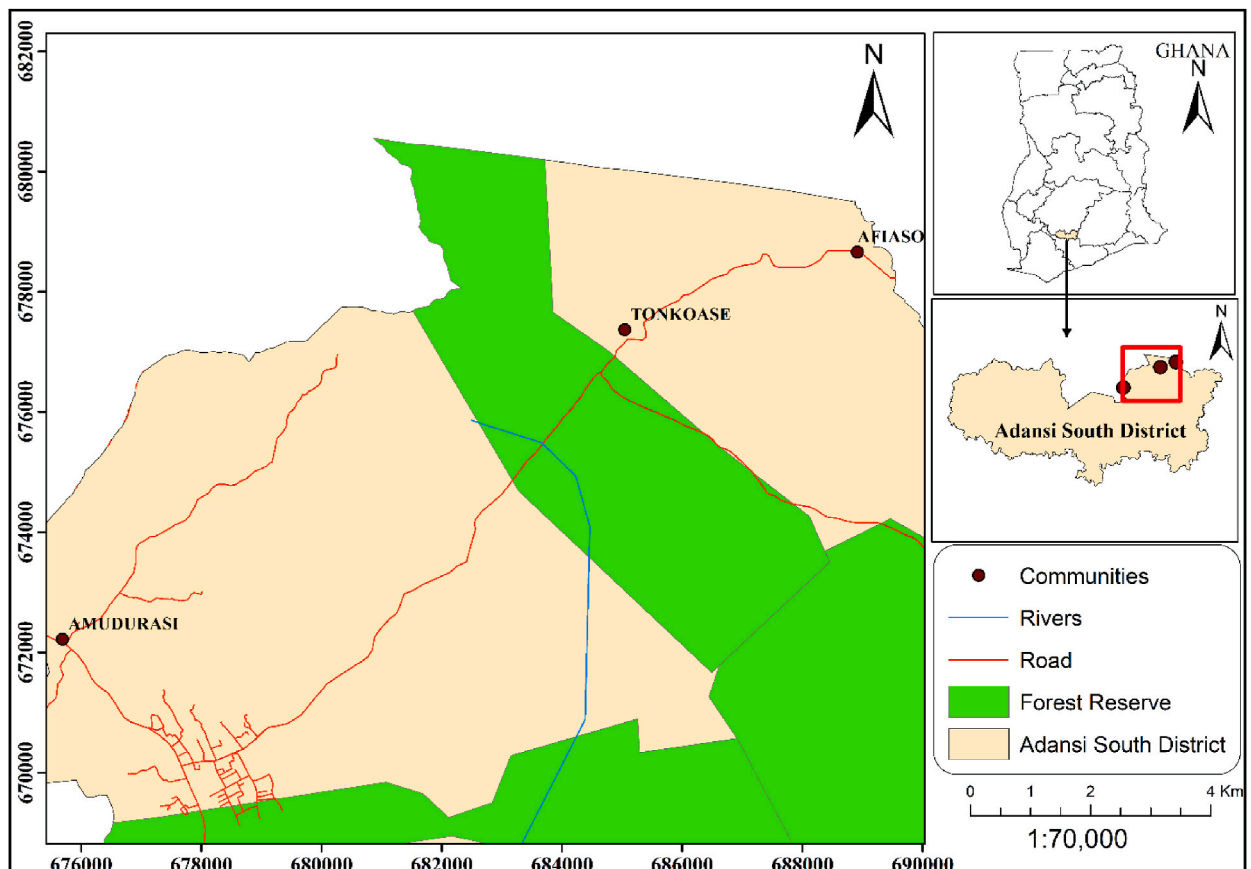 682000
680000
678000
676000
674000
672000
670000
N
AFIASO
TONKOASE
AMUDURASI
676000 678000 680000 682000 684000 686000 688000 690000
GHANA
N
N
Adansi South District
Communities
Rivers
Road
Forest Reserve
Adansi South District
0 1 2 4 Km
1:70,000